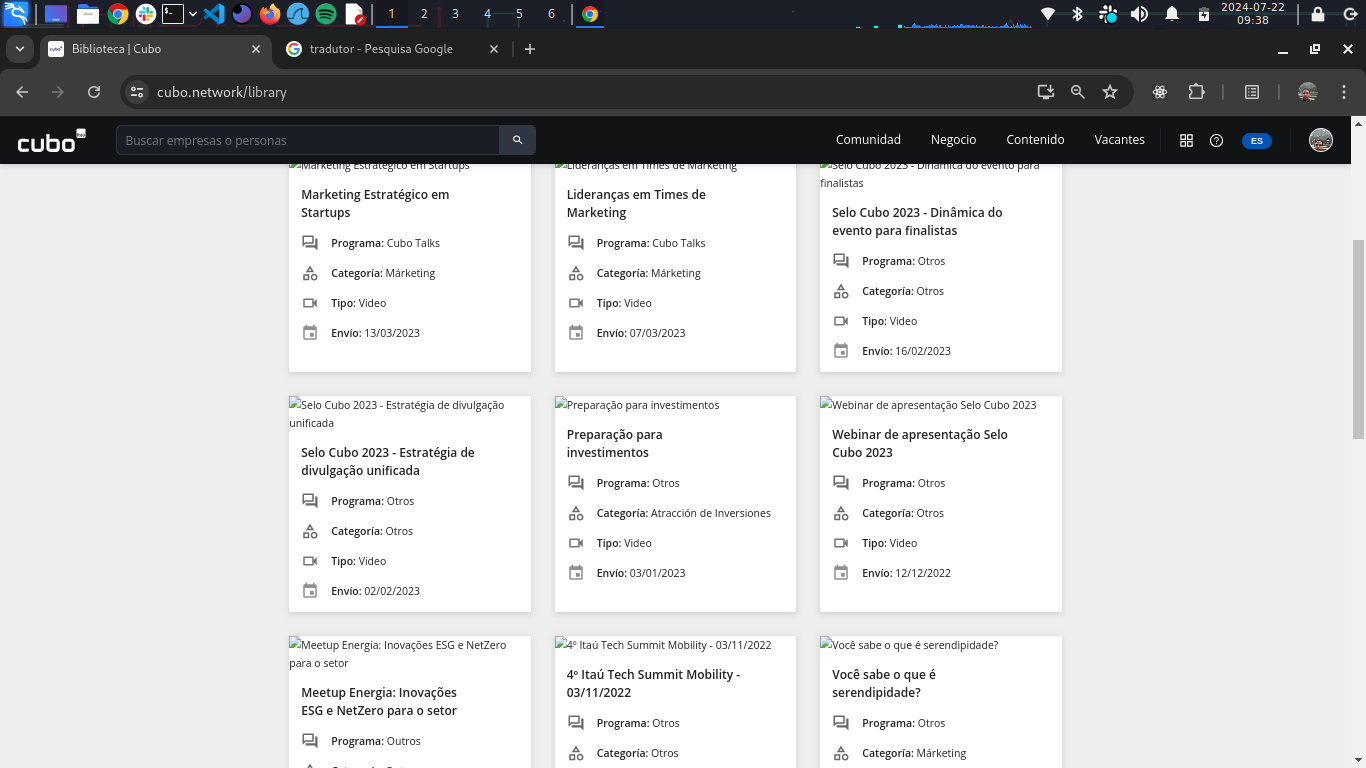 1 2 3 4 5 6
2024-07-22
09:38
Biblioteca | Cubo
tradutor - Pesquisa Google
cubo.network/library
cubo
Buscar empresas o personas
Comunidad
Negocio
Contenido
Vacantes
ES
Marketing Estratégico em Startups
Marketing Estratégico em
Startups
Programa: Cubo Talks
Categoría: Márketing
Tipo: Video
Envío: 13/03/2023
Lideranças em Times de Marketing
Lideranças em Times de
Marketing
Programa: Cubo Talks
Categoría: Márketing
Tipo: Video
Envío: 07/03/2023
Selo Cubo 2023 - Dinâmica do evento para
finalistas
Selo Cubo 2023 - Dinâmica do
evento para finalistas
Programa: Otros
Categoría: Otros
Tipo: Video
Envío: 16/02/2023
Selo Cubo 2023 - Estratégia de divulgação
unificada
Selo Cubo 2023 - Estratégia de
divulgação unificada
Programa: Otros
Categoría: Otros
Tipo: Video
Envío: 02/02/2023
Preparação para investimentos
Preparação para
investimentos
Programa: Otros
Categoría: Atracción de Inversiones
Tipo: Video
Envío: 03/01/2023
Webinar de apresentação Selo Cubo 2023
Webinar de apresentação Selo
Cubo 2023
Programa: Otros
Categoría: Otros
Tipo: Video
Envío: 12/12/2022
Meetup Energia: Inovações ESG e NetZero
para o setor
Meetup Energia: Inovações
ESG e NetZero para o setor
Programa: Outros
4º Itaú Tech Summit Mobility - 03/11/2022
4º Itaú Tech Summit Mobility -
03/11/2022
Programa: Otros
Categoría: Otros
Você sabe o que é serendipidade?
Você sabe o que é
serendipidade?
Programa: Otros
Categoría: Márketing